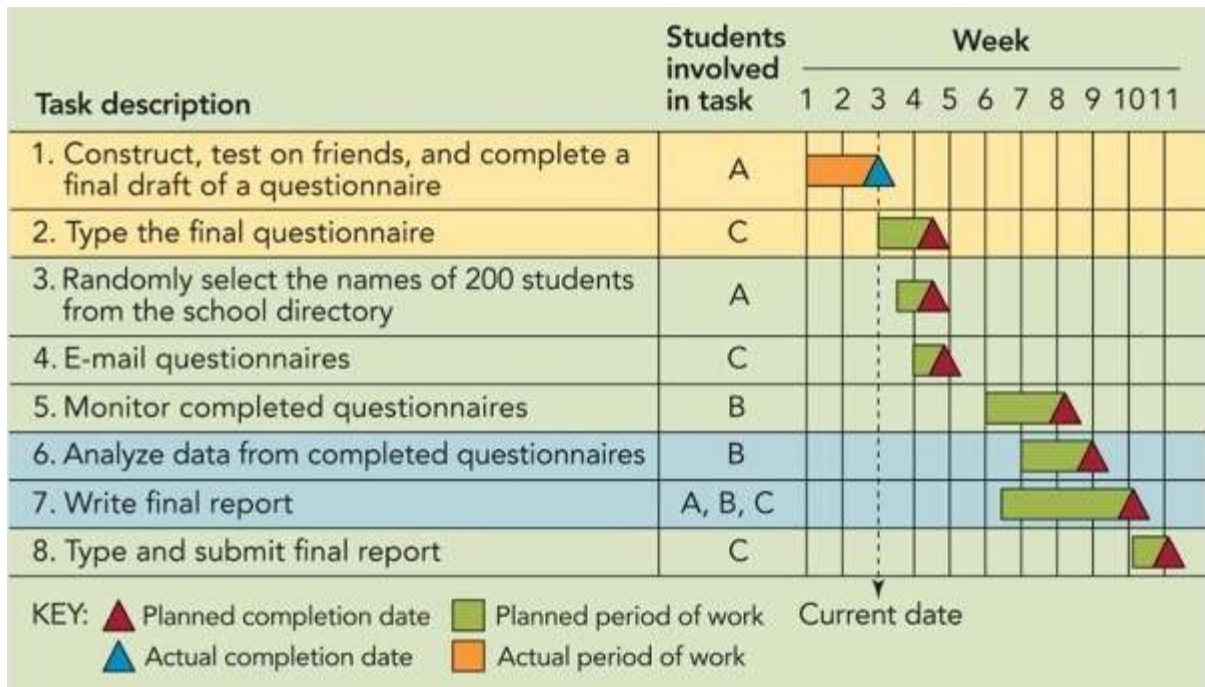 Task description
Students
involved
in task
Week
1 2 3 4 5 6 7 8 9 10 11
1. Construct, test on friends, and complete a
final draft of a questionnaire
A
2. Type the final questionnaire
C
3. Randomly select the names of 200 students
from the school directory
A
4. E-mail questionnaires
C
5. Monitor completed questionnaires
B
6. Analyze data from completed questionnaires
B
7. Write final report
A, B, C
8. Type and submit final report
C
KEY:
Planned completion date
Planned period of work
Current date
Actual completion date
Actual period of work